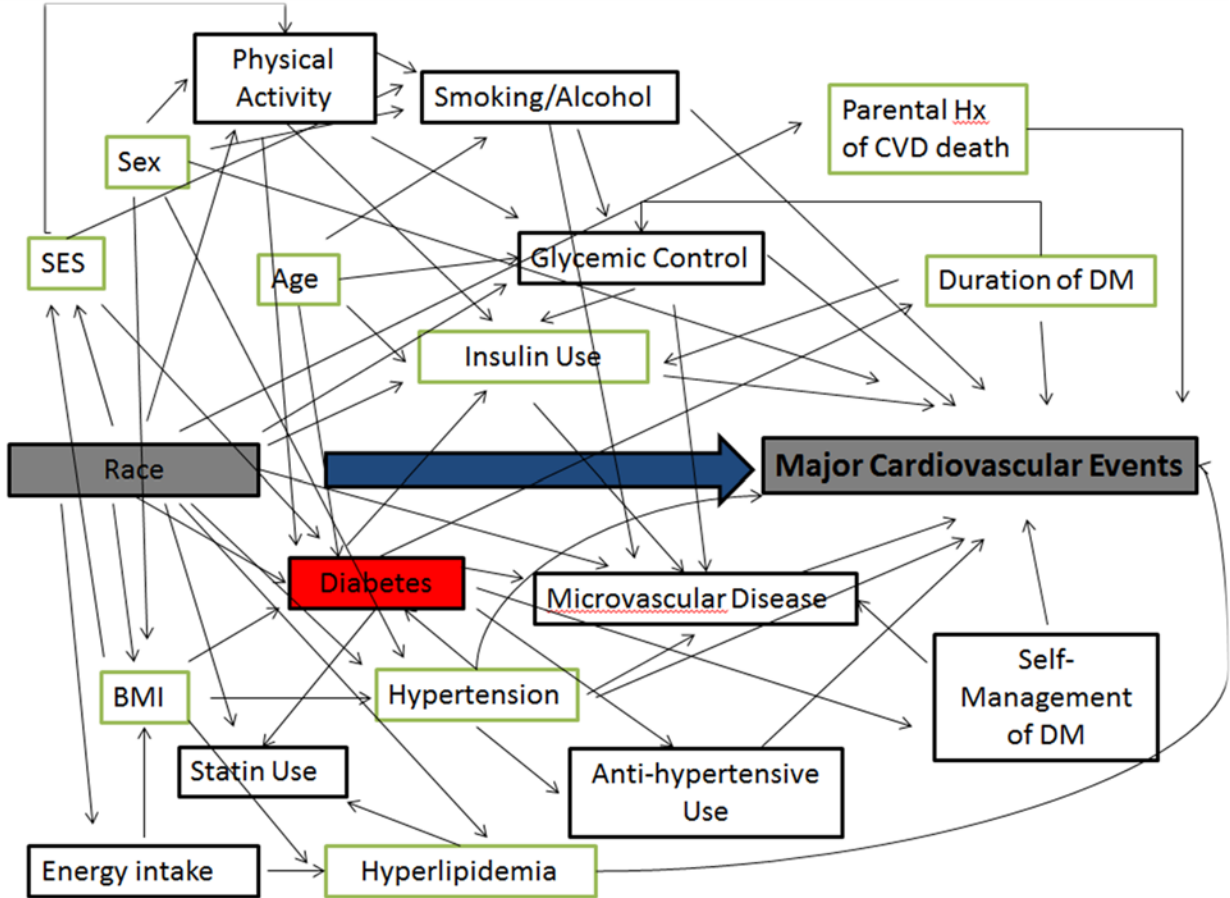 Physical
Activity
Smoking/Alcohol
Parental Hx
of CVD death
Sex
SES
Age
Glycemic Control
Duration of DM
Insulin Use
Race
Major Cardiovascular Events
Diabetes
Microvascular Disease
BMI
Hypertension
Self-
Management
of DM
Statin Use
Anti-hypertensive
Use
Energy intake
Hyperlipidemia